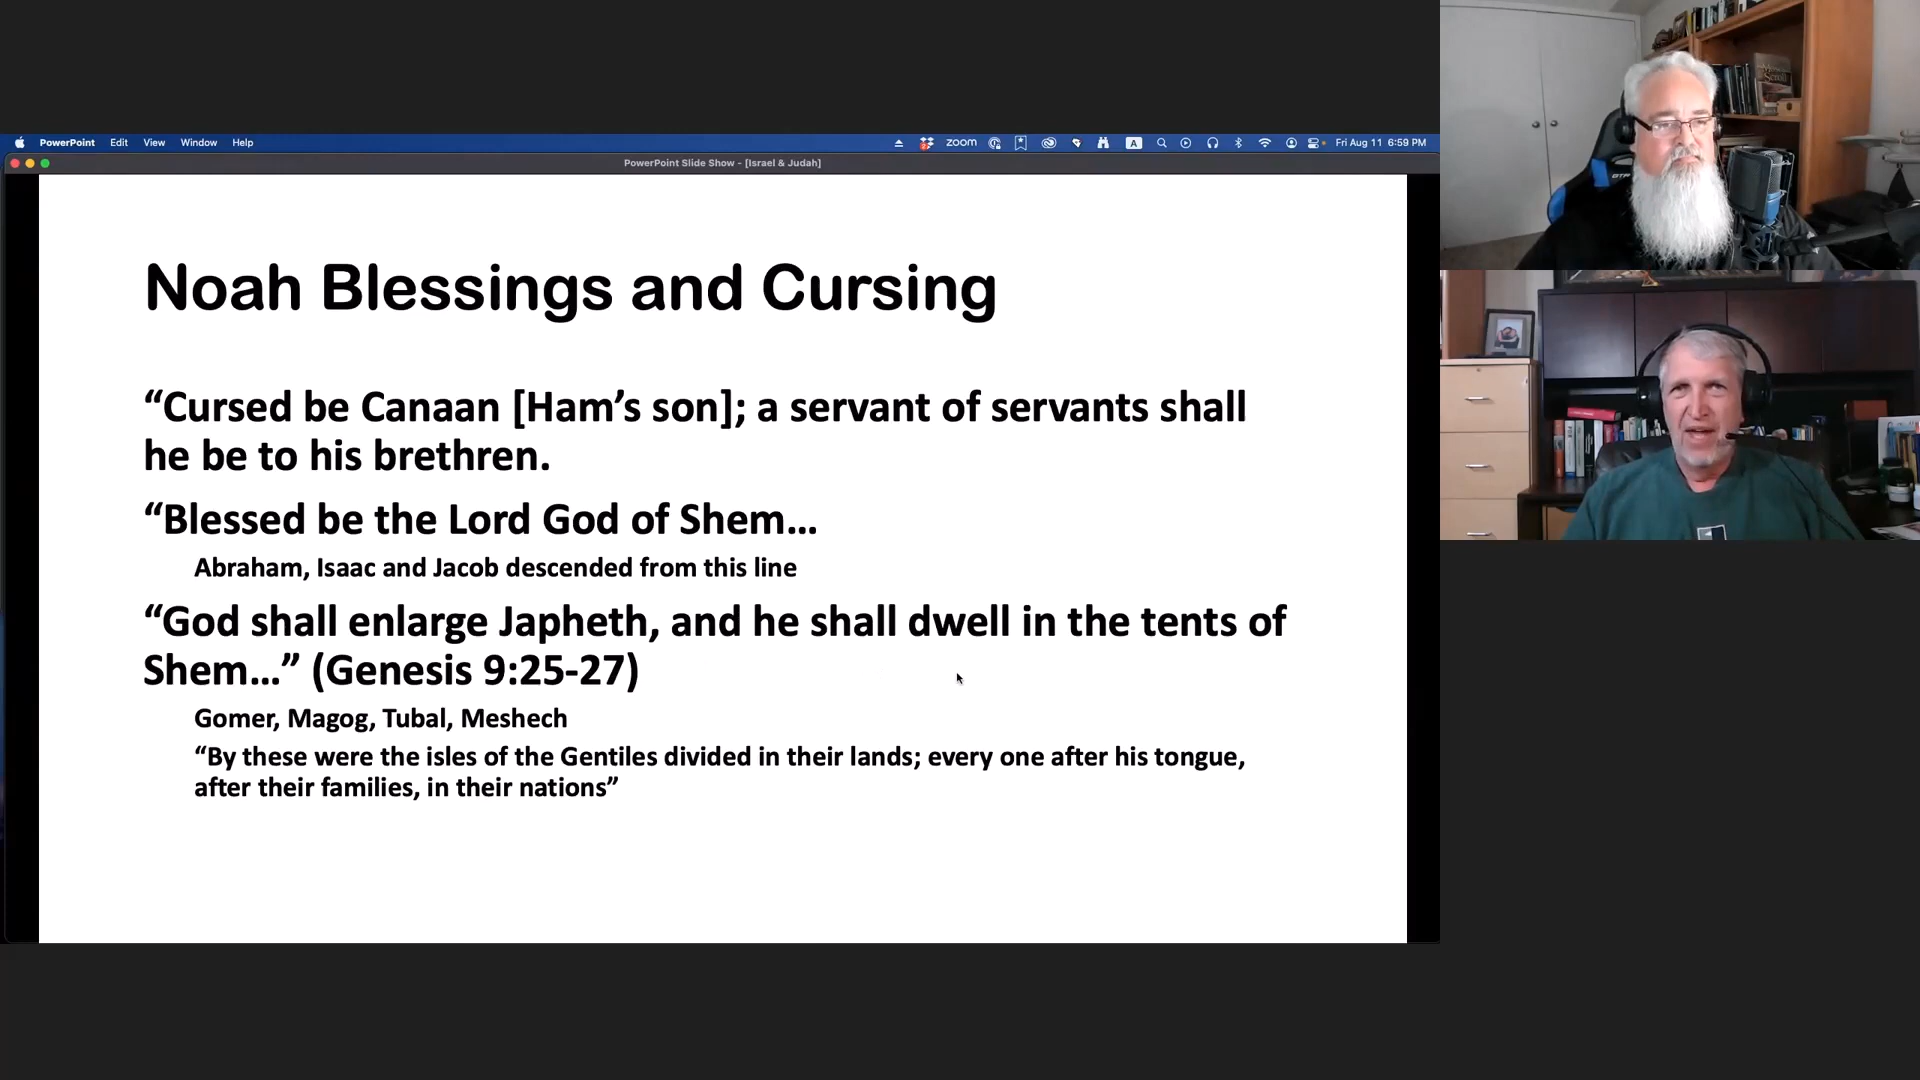 PowerPoint Edit View Window Help zoom A Fri Aug 11 6:59 PM
PowerPoint Slide Show - [Israel & Judah]
Noah Blessings and Cursing
“Cursed be Canaan [Ham’s son]; a servant of servants shall
he be to his brethren.
“Blessed be the Lord God of Shem...
Abraham, Isaac and Jacob descended from this line
“God shall enlarge Japheth, and he shall dwell in the tents of
Shem...” (Genesis 9:25-27)
Gomer, Magog, Tubal, Meshech
“By these were the isles of the Gentiles divided in their lands; every one after his tongue,
after their families, in their nations”